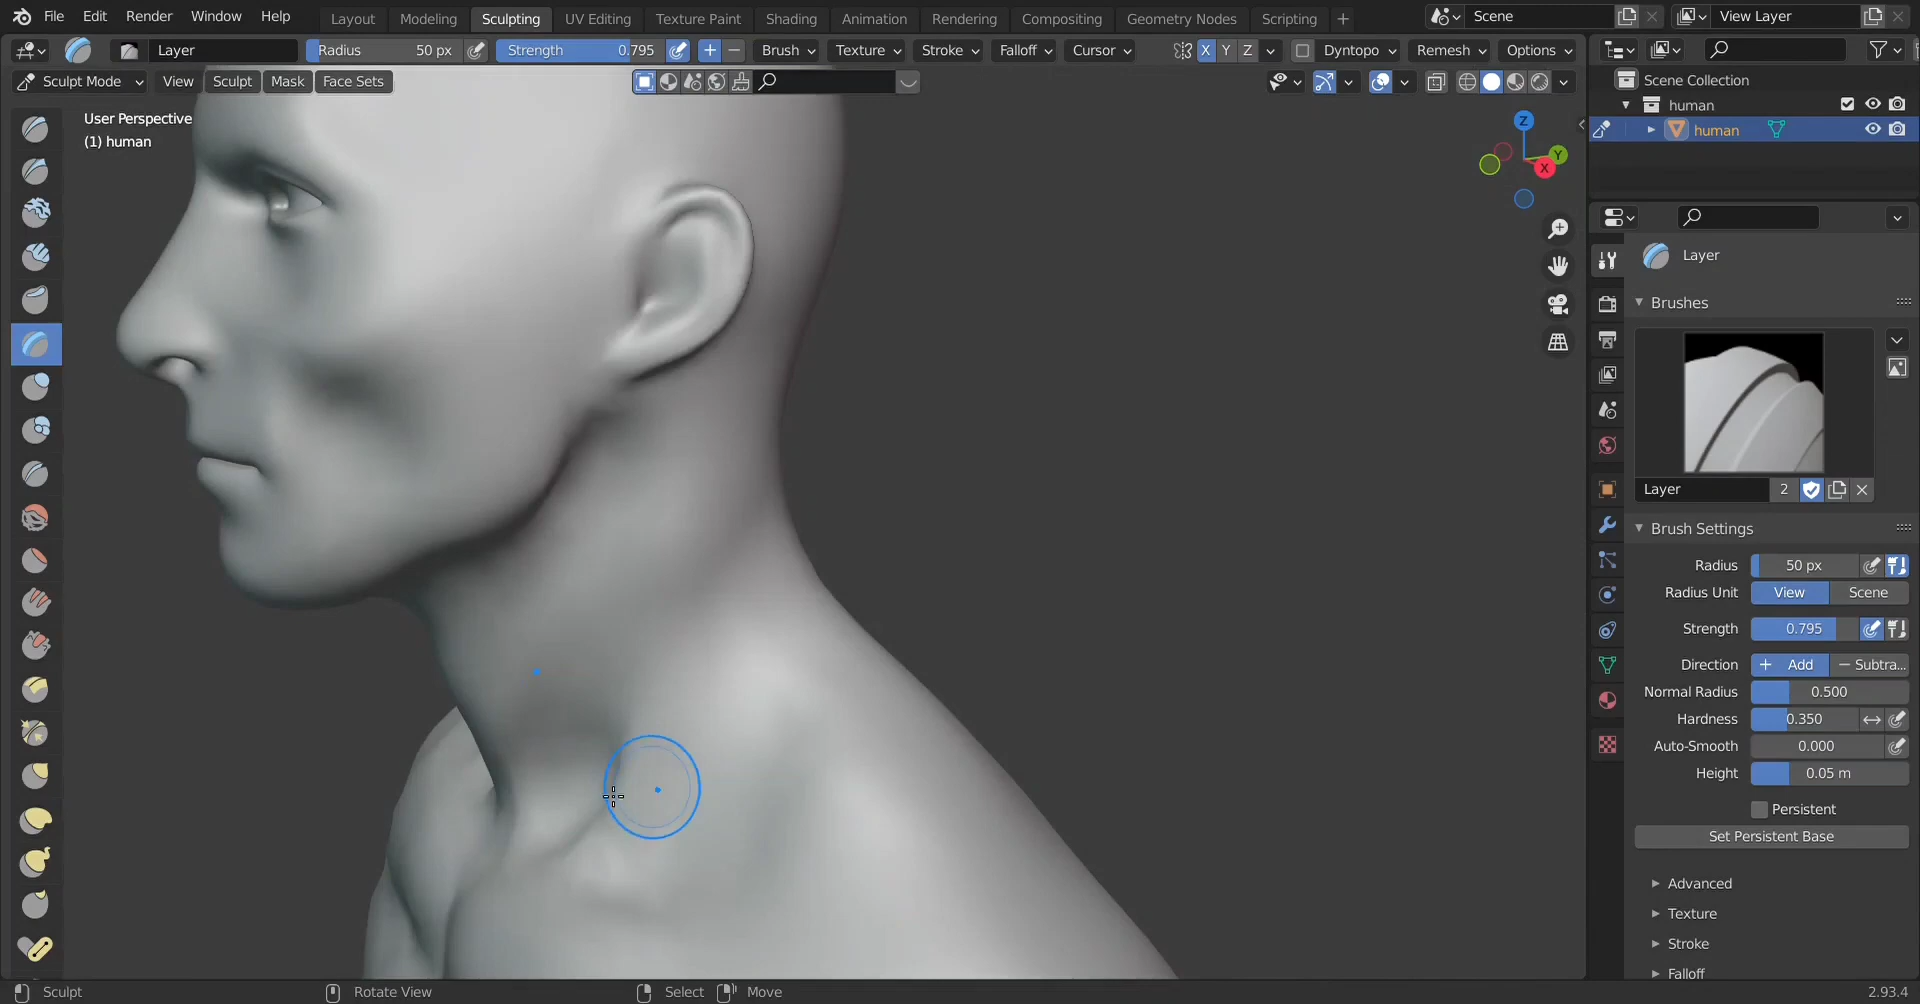 File Edit Render Window Help Layout Modeling Sculpting UV Editing Texture Paint Shading Animation Rendering Compositing Geometry Nodes Scripting + Scene View Layer
Layer Radius 50 px Strength 0.795 + − Brush Texture Stroke Falloff Cursor X Y Z Dyntopo Remesh Options
Sculpt Mode View Sculpt Mask Face Sets
Scene Collection
human
human
User Perspective
(1) human
Z
Y
X
Layer
Brushes
Layer 2
Brush Settings
Radius 50 px
Radius Unit View Scene
Strength 0.795
Direction + Add − Subtra...
Normal Radius 0.500
Hardness 0.350
Auto-Smooth 0.000
Height 0.05 m
Persistent
Set Persistent Base
Advanced
Texture
Stroke
Falloff
Sculpt Rotate View Select Move 2.93.4